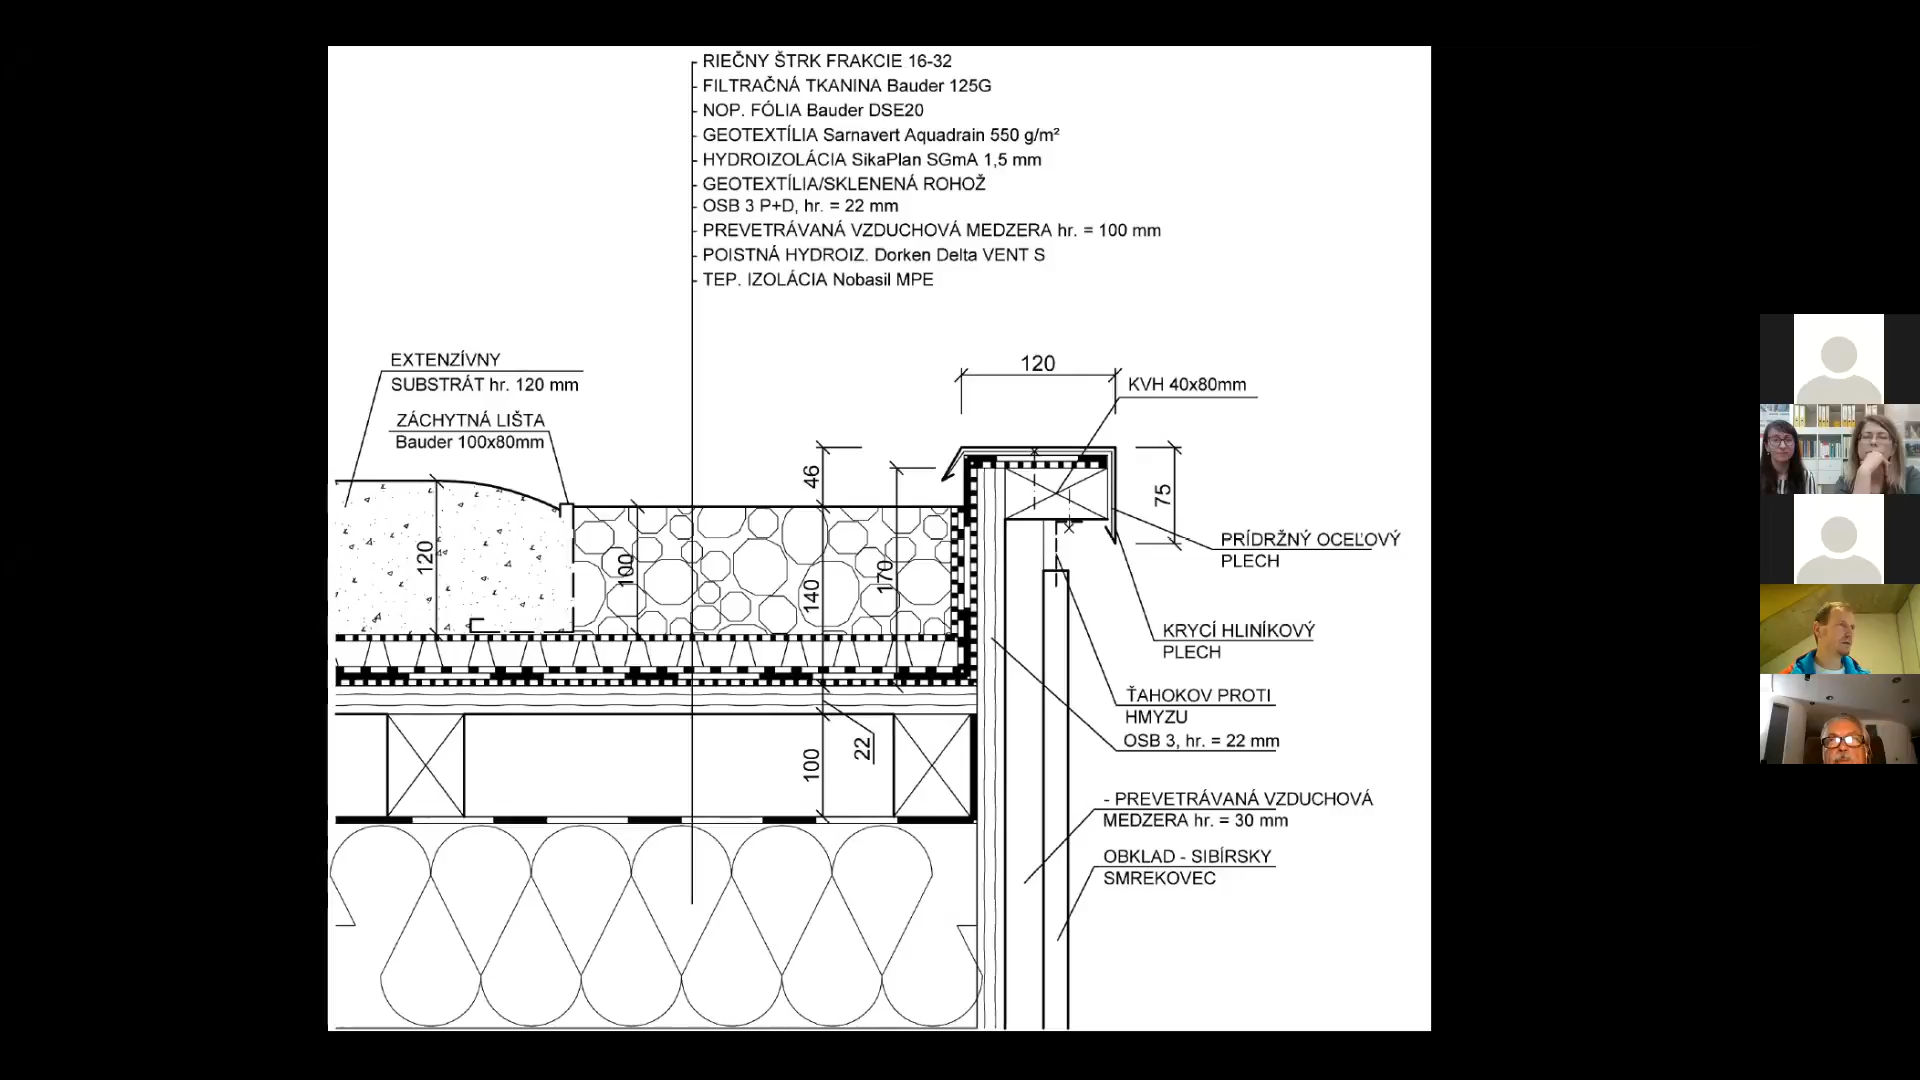 RIEČNY ŠTRK FRAKCIE 16-32
FILTRAČNÁ TKANINA Bauder 125G
NOP. FÓLIA Bauder DSE20
GEOTEXTÍLIA Sarnavert Aquadrain 550 g/m²
HYDROIZOLÁCIA SikaPlan SGmA 1,5 mm
GEOTEXTÍLIA/SKLENENÁ ROHOŽ
OSB 3 P+D, hr. = 22 mm
PREVETRÁVANÁ VZDUCHOVÁ MEDZERA hr. = 100 mm
POISTNÁ HYDROIZ. Dorken Delta VENT S
TEP. IZOLÁCIA Nobasil MPE
EXTENZÍVNY
SUBSTRÁT hr. 120 mm
ZÁCHYTNÁ LIŠTA
Bauder 100x80mm
120
KVH 40x80mm
46
75
120
100
140
170
PRÍDRŽNÝ OCEĽOVÝ
PLECH
KRYCÍ HLINÍKOVÝ
PLECH
ŤAHOKOV PROTI
HMYZU
OSB 3, hr. = 22 mm
22
100
- PREVETRÁVANÁ VZDUCHOVÁ
MEDZERA hr. = 30 mm
OBKLAD - SIBÍRSKY
SMREKOVEC